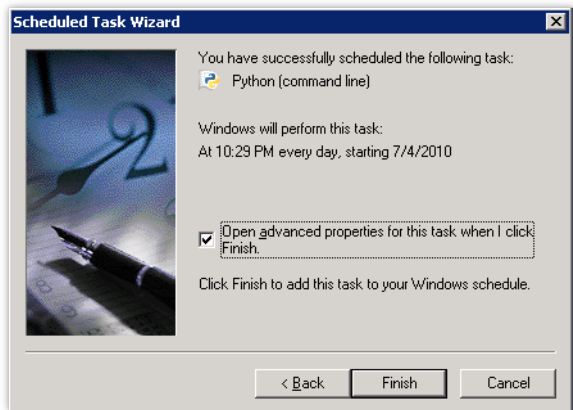 Scheduled Task Wizard
You have successfully scheduled the following task:
Python (command line)
Windows will perform this task:
At 10:29 PM every day, starting 7/4/2010
Open advanced properties for this task when I click
Finish.
Click Finish to add this task to your Windows schedule.
< Back
Finish
Cancel